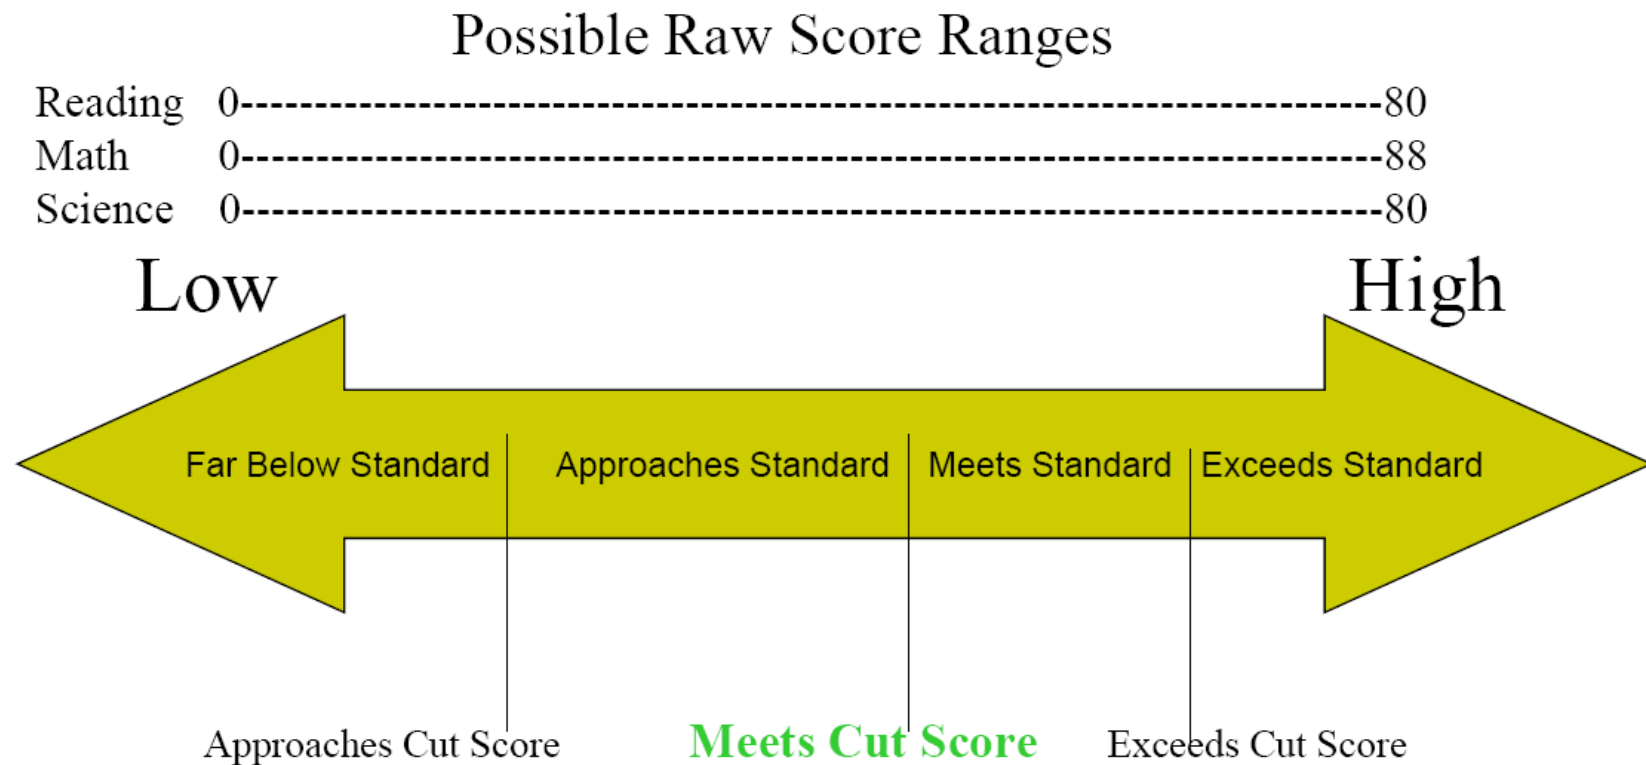 Possible Raw Score Ranges
Reading 0------------------------------------------------------------------------------80
Math 0------------------------------------------------------------------------------88
Science 0------------------------------------------------------------------------------80
Low High
Far Below Standard Approaches Standard Meets Standard Exceeds Standard
Approaches Cut Score Meets Cut Score Exceeds Cut Score